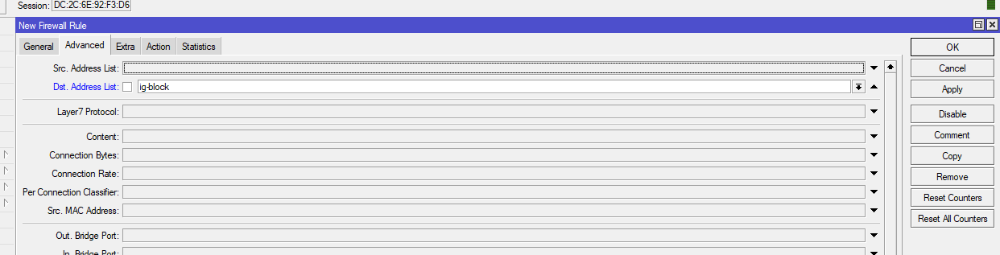 Session: DC:2C:6E:92:F3:D6
New Firewall Rule
General Advanced Extra Action Statistics
OK
Src. Address List:
Cancel
Dst. Address List: ig-block
Apply
Layer7 Protocol:
Disable
Content:
Comment
Connection Bytes:
Copy
Connection Rate:
Remove
Per Connection Classifier:
Reset Counters
Src. MAC Address:
Reset All Counters
Out. Bridge Port:
In. Bridge Port: